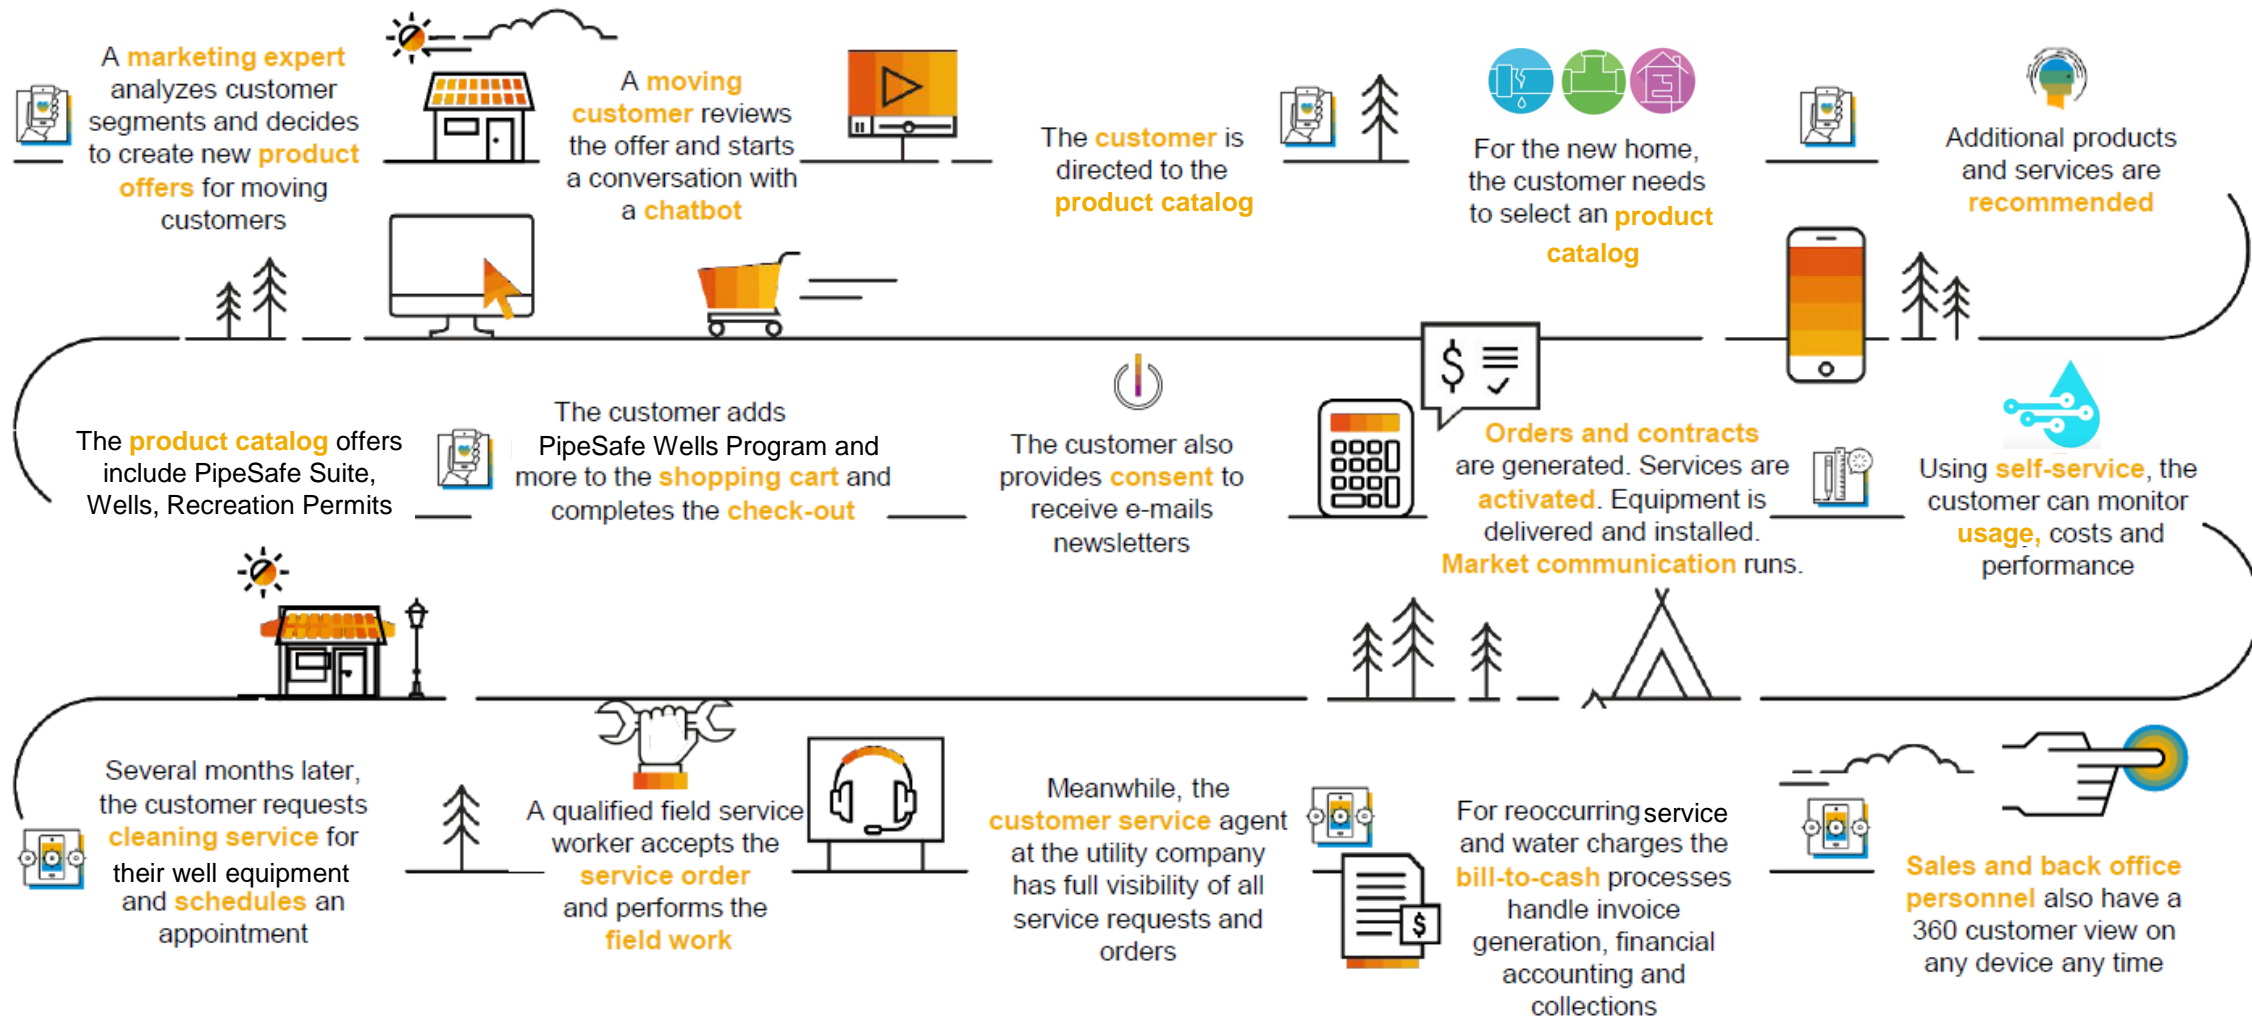 A marketing expert
analyzes customer
segments and decides
to create new product
offers for moving
customers
A moving
customer reviews
the offer and starts
a conversation with
a chatbot
The customer is
directed to the
product catalog
For the new home,
the customer needs
to select an product
catalog
Additional products
and services are
recommended
The product catalog offers
include PipeSafe Suite,
Wells, Recreation Permits
The customer adds
PipeSafe Wells Program and
more to the shopping cart and
completes the check-out
The customer also
provides consent to
receive e-mails
newsletters
$
Orders and contracts
are generated. Services are
activated. Equipment is
delivered and installed.
Market communication runs.
Using self-service, the
customer can monitor
usage, costs and
performance
Several months later,
the customer requests
cleaning service for
their well equipment
and schedules an
appointment
A qualified field service
worker accepts the
service order
and performs the
field work
Meanwhile, the
customer service agent
at the utility company
has full visibility of all
service requests and
orders
$
For reoccurring service
and water charges the
bill-to-cash processes
handle invoice
generation, financial
accounting and
collections
Sales and back office
personnel also have a
360 customer view on
any device any time